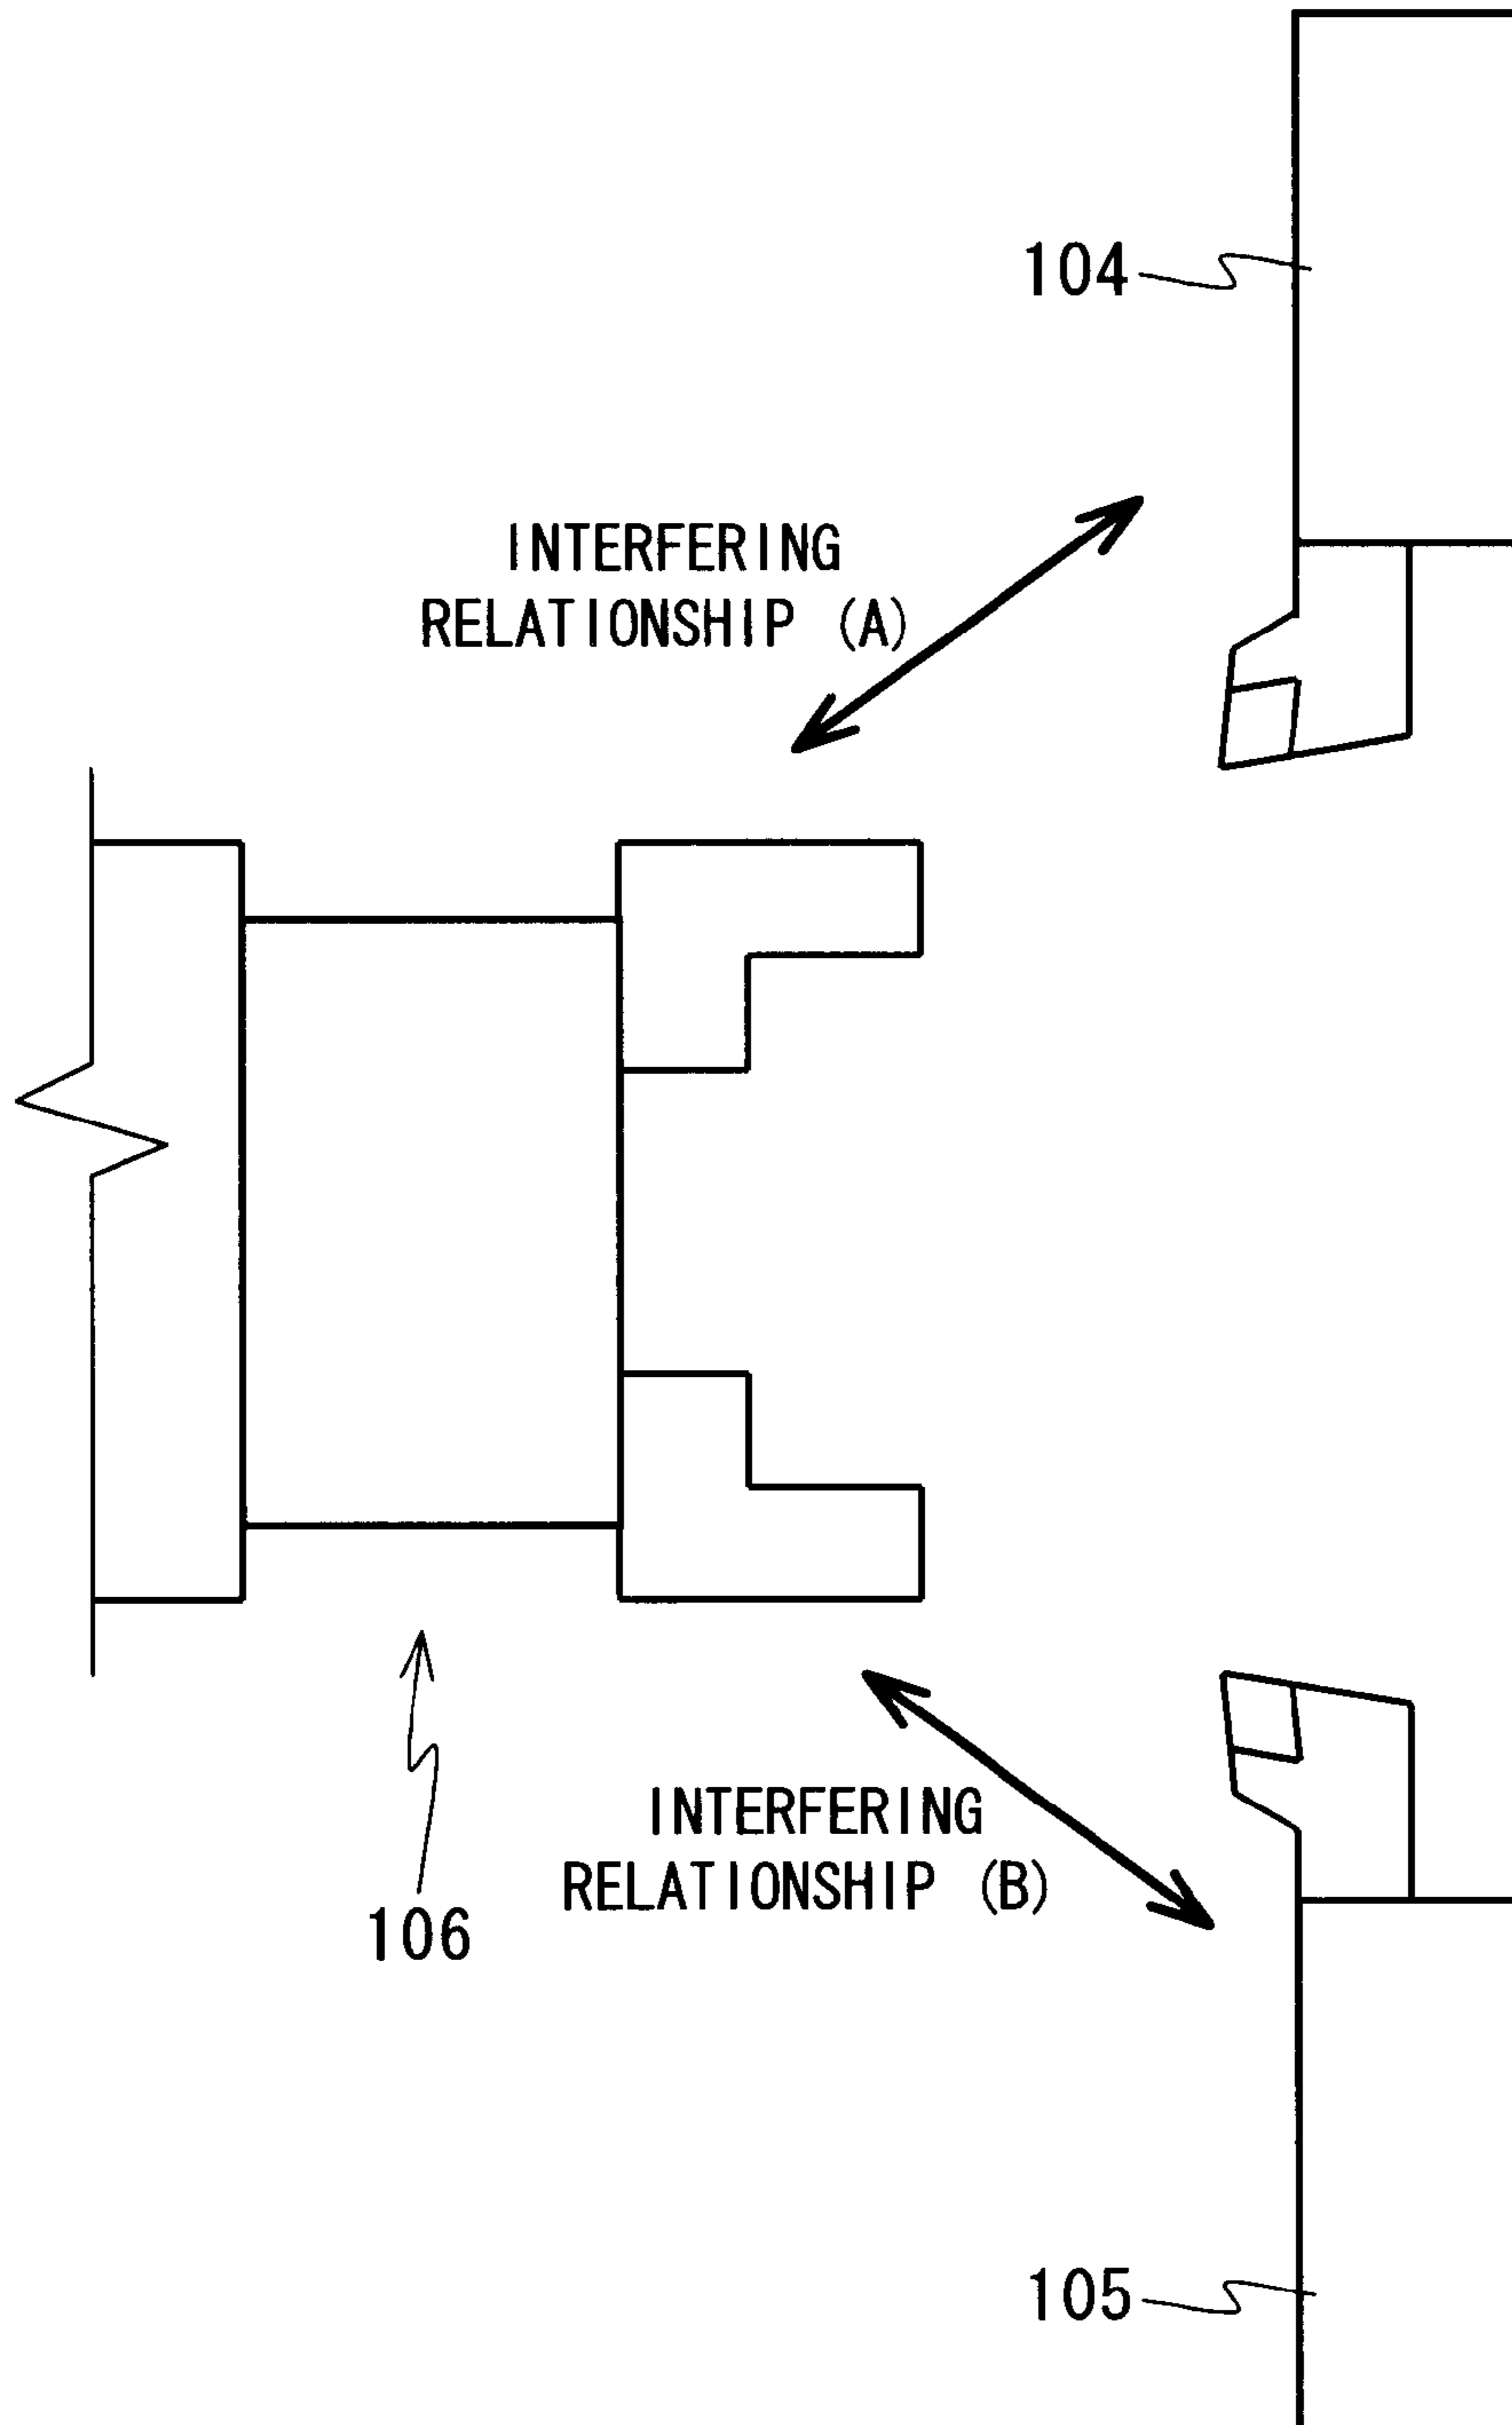 104
INTERFERING
RELATIONSHIP (A)
INTERFERING
RELATIONSHIP (B)
106
105